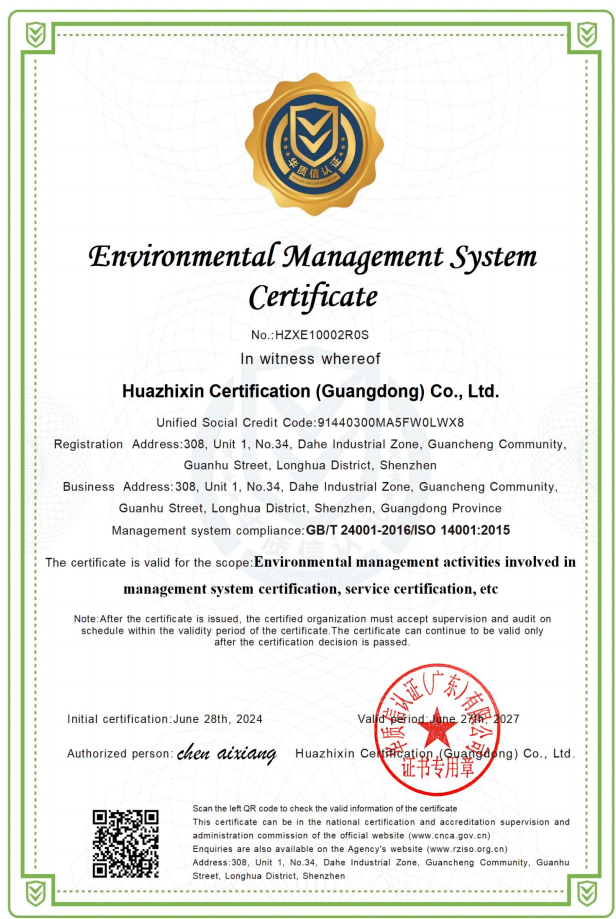 华质信认证
Environmental Management System
Certificate
No.:HZXE10002R0S
In witness whereof
Huazhixin Certification (Guangdong) Co., Ltd.
Unified Social Credit Code:91440300MA5FW0LWX8
Registration Address:308, Unit 1, No.34, Dahe Industrial Zone, Guancheng Community,
Guanhu Street, Longhua District, Shenzhen
Business Address:308, Unit 1, No.34, Dahe Industrial Zone, Guancheng Community,
Guanhu Street, Longhua District, Shenzhen, Guangdong Province
Management system compliance:GB/T 24001-2016/ISO 14001:2015
The certificate is valid for the scope:Environmental management activities involved in
management system certification, service certification, etc
Note:After the certificate is issued, the certified organization must accept supervision and audit on
schedule within the validity period of the certificate.The certificate can continue to be valid only
after the certification decision is passed.
Initial certification:June 28th, 2024
Valid period:June 27th, 2027
Authorized person: chen aixiang
Huazhixin Certification (Guangdong) Co., Ltd.
华质信认证(广东)有限公司
证书专用章
Scan the left QR code to check the valid information of the certificate
This certificate can be in the national certification and accreditation supervision and
administration commission of the official website (www.cnca.gov.cn)
Enquiries are also available on the Agency's website (www.rziso.org.cn)
Address:308, Unit 1, No.34, Dahe Industrial Zone, Guancheng Community, Guanhu
Street, Longhua District, Shenzhen